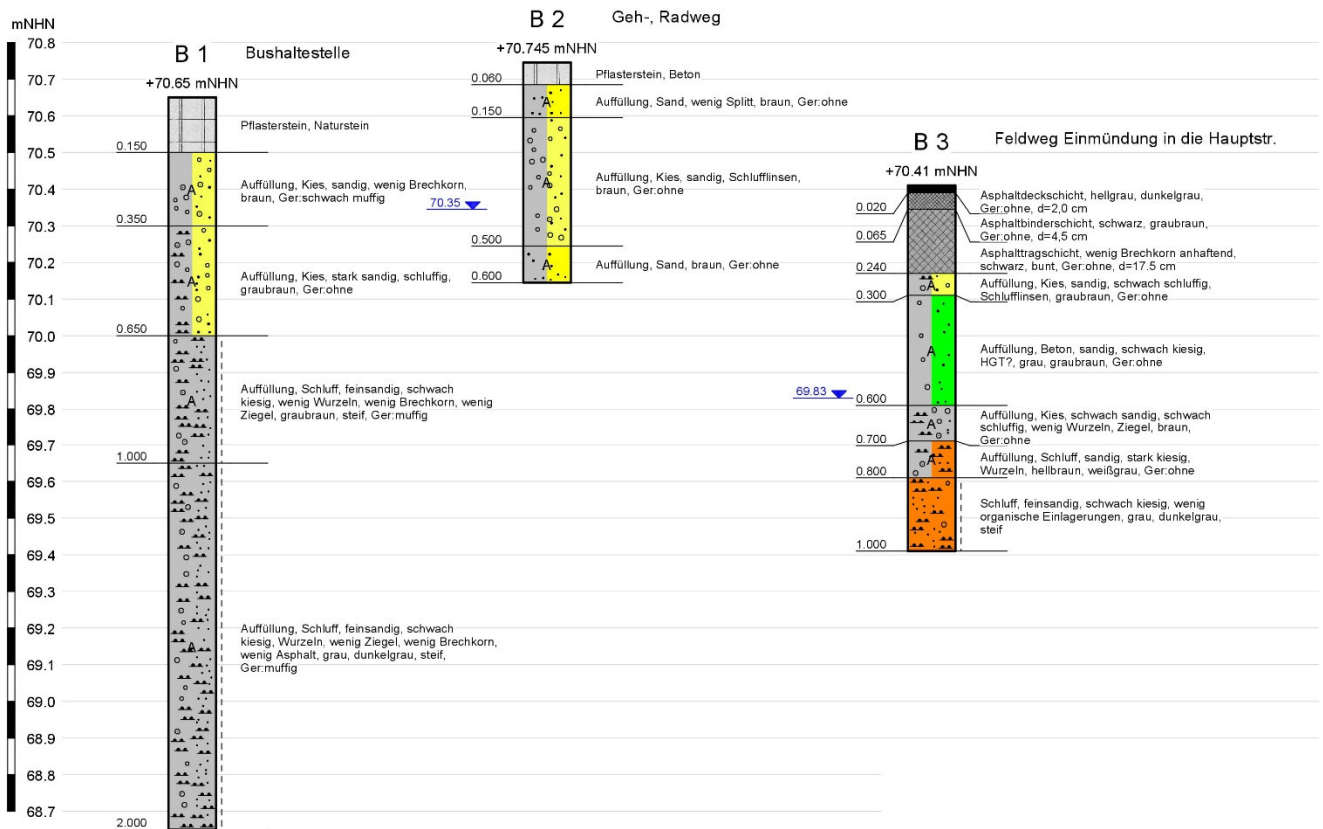 mNHN
70.8
70.7
70.6
70.5
70.4
70.3
70.2
70.1
70.0
69.9
69.8
69.7
69.6
69.5
69.4
69.3
69.2
69.1
69.0
68.9
68.8
68.7
B 1 Bushaltestelle
+70.65 mNHN
Pflasterstein, Naturstein
0.150
A
Auffüllung, Kies, sandig, wenig Brechkorn,
braun, Ger:schwach muffig
0.350
A
Auffüllung, Kies, stark sandig, schluffig,
graubraun, Ger:ohne
0.650
A
Auffüllung, Schluff, feinsandig, schwach
kiesig, wenig Wurzeln, wenig Brechkorn, wenig
Ziegel, graubraun, steif, Ger:muffig
1.000
A
Auffüllung, Schluff, feinsandig, schwach
kiesig, Wurzeln, wenig Ziegel, wenig Brechkorn,
wenig Asphalt, grau, dunkelgrau, steif,
Ger:muffig
2.000
B 2 Geh-, Radweg
+70.745 mNHN
Pflasterstein, Beton
0.060
A
Auffüllung, Sand, wenig Splitt, braun, Ger:ohne
0.150
A
Auffüllung, Kies, sandig, Schlufflinsen,
braun, Ger:ohne
70.35
0.500
A
Auffüllung, Sand, braun, Ger:ohne
0.600
B 3 Feldweg Einmündung in die Hauptstr.
+70.41 mNHN
Asphaltdeckschicht, hellgrau, dunkelgrau,
Ger:ohne, d=2,0 cm
0.020
Asphaltbinderschicht, schwarz, graubraun,
Ger:ohne, d=4,5 cm
0.065
Asphalttragschicht, wenig Brechkorn anhaftend,
schwarz, bunt, Ger:ohne, d=17.5 cm
0.240
A
Auffüllung, Kies, sandig, schwach schluffig,
Schlufflinsen, graubraun, Ger:ohne
0.300
A
Auffüllung, Beton, sandig, schwach kiesig,
HGT?, grau, graubraun, Ger:ohne
69.83
0.600
A
Auffüllung, Kies, schwach sandig, schwach
schluffig, wenig Wurzeln, Ziegel, braun,
Ger:ohne
0.700
A
Auffüllung, Schluff, sandig, stark kiesig,
Wurzeln, hellbraun, weißgrau, Ger:ohne
0.800
Schluff, feinsandig, schwach kiesig, wenig
organische Einlagerungen, grau, dunkelgrau,
steif
1.000